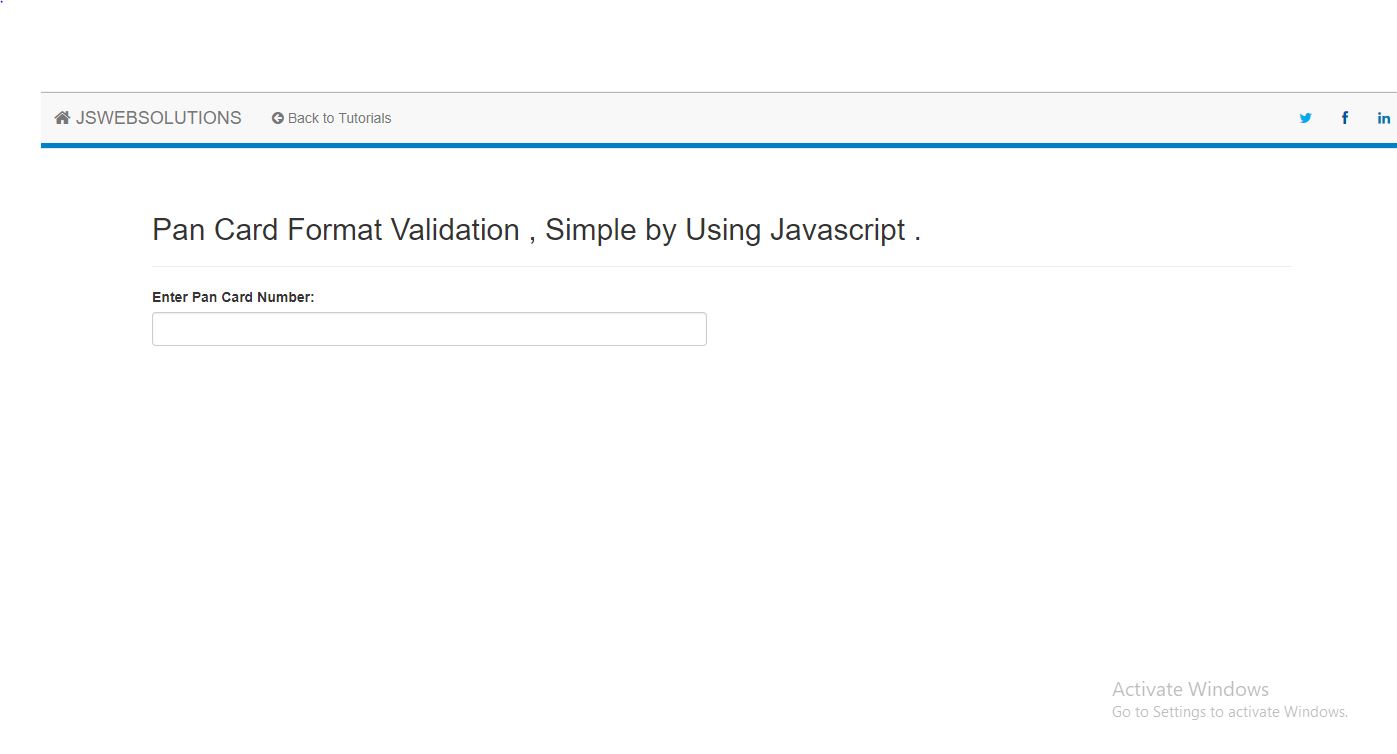 JSWEBSOLUTIONS Back to Tutorials
Pan Card Format Validation , Simple by Using Javascript .
Enter Pan Card Number:
Activate Windows
Go to Settings to activate Windows.